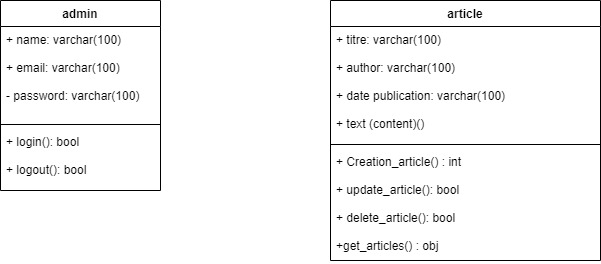 admin
+ name: varchar(100)
+ email: varchar(100)
- password: varchar(100)
+ login(): bool
+ logout(): bool
article
+ titre: varchar(100)
+ author: varchar(100)
+ date publication: varchar(100)
+ text (content)()
+ Creation_article() : int
+ update_article(): bool
+ delete_article(): bool
+get_articles() : obj